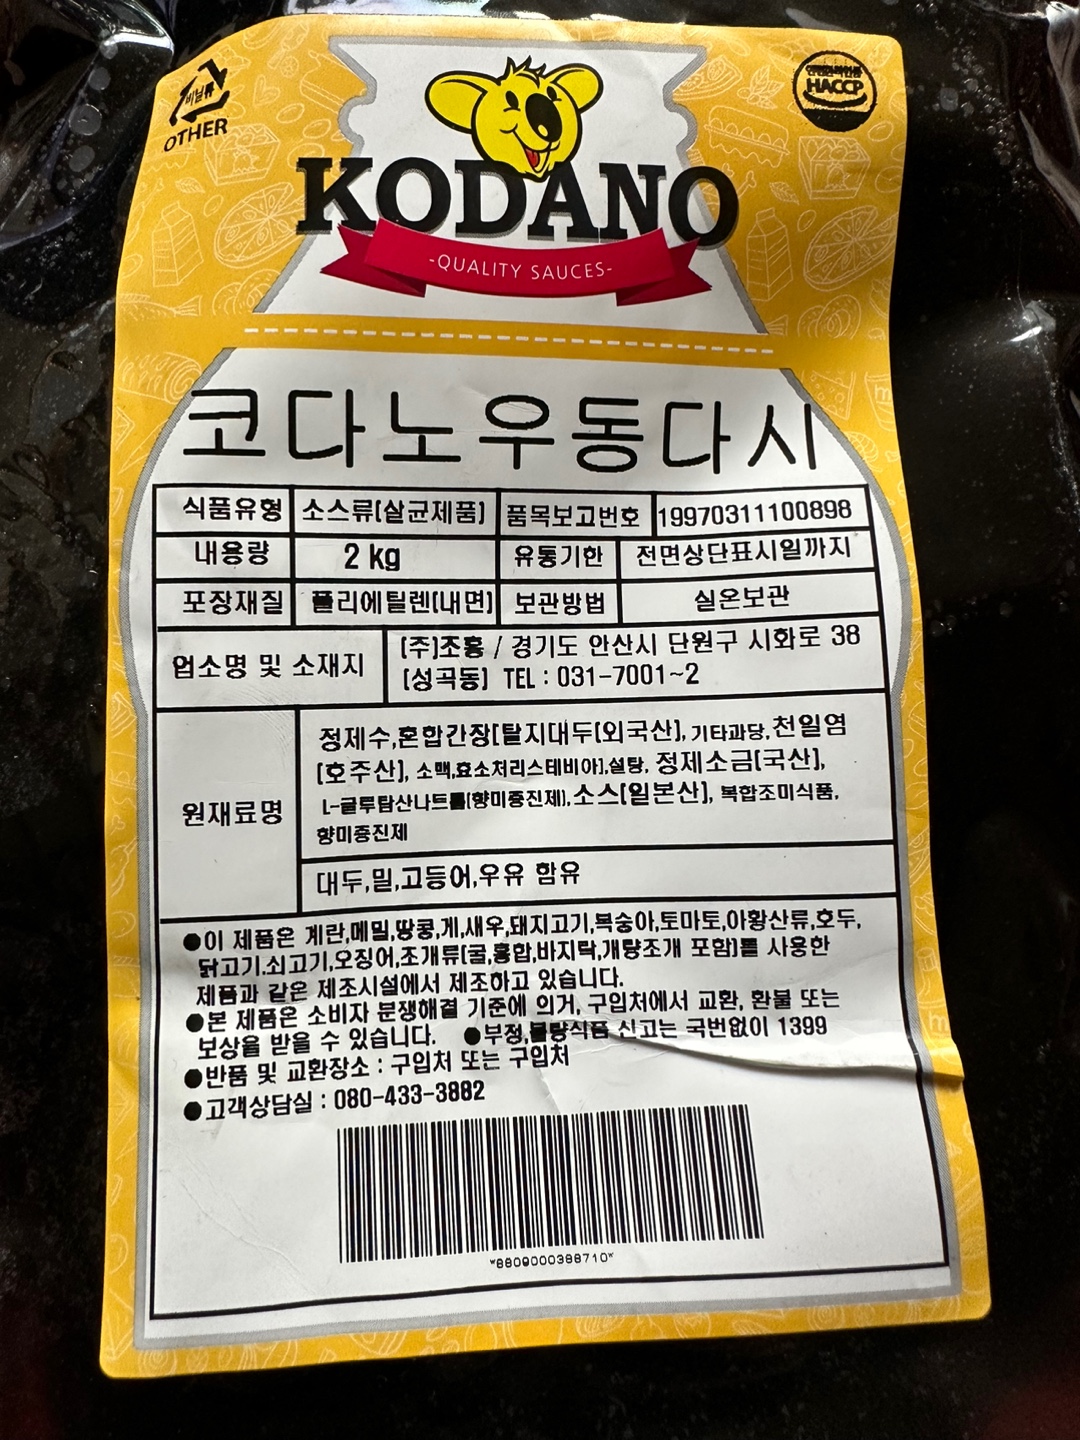 비닐류
OTHER
HACCP
KODANO
-QUALITY SAUCES-
코다노우동다시
식품유형 소스류(살균제품) 품목보고번호 19970311100898
내용량 2 kg 유통기한 전면상단표시일까지
포장재질 폴리에틸렌(내면) 보관방법 실온보관
업소명 및 소재지 (주)조흥 / 경기도 안산시 단원구 시화로 38
(성곡동) TEL : 031-7001~2
원재료명
정제수,혼합간장[탈지대두(외국산), 기타과당,천일염
(호주산), 소맥,효소처리스테비아],설탕, 정제소금(국산),
L-글루탐산나트륨(향미증진제),소스(일본산), 복합조미식품,
향미증진제
대두,밀,고등어,우유 함유
●이 제품은 계란,메밀,땅콩,게,새우,돼지고기,복숭아,토마토,아황산류,호두,
닭고기.쇠고기,오징어,조개류(굴,홍합,바지락,개량조개 포함)를 사용한
제품과 같은 제조시설에서 제조하고 있습니다.
●본 제품은 소비자 분쟁해결 기준에 의거, 구입처에서 교환, 환불 또는
보상을 받을 수 있습니다. ●부정,불량식품 신고는 국번없이 1399
●반품 및 교환장소 : 구입처 또는 구입처
●고객상담실 : 080-433-3882
"8809000398710"